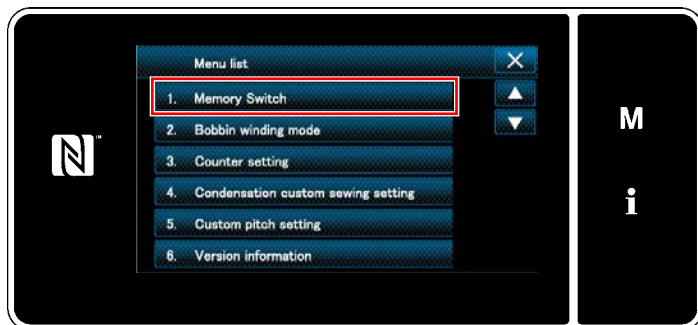 Menu list
1. Memory Switch
2. Bobbin winding mode
3. Counter setting
4. Condensation custom sewing setting
5. Custom pitch setting
6. Version information
N
M
i